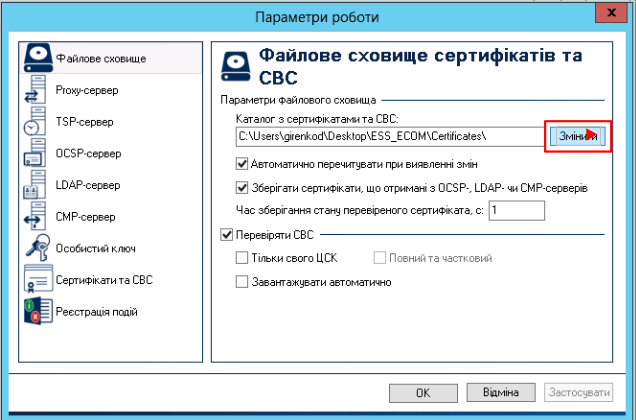 Параметри роботи
x
Файлове сховище
Proxy-сервер
TSP-сервер
OCSP-сервер
LDAP-сервер
CMP-сервер
Особистий ключ
Сертифікати та СВС
Реєстрація подій
Файлове сховище сертифікатів та
СВС
Параметри файлового сховища
Каталог з сертифікатами та СВС:
C:\Users\girenkod\Desktop\ESS_ECOM\Certificates\
Змінити
Автоматично перечитувати при виявленні змін
Зберігати сертифікати, що отримані з OCSP-, LDAP- чи CMP-серверів
Час зберігання стану перевіреного сертифіката, с: 1
Перевіряти СВС
Тільки свого ЦСК Повний та частковий
Завантажувати автоматично
OK Відміна Застосувати